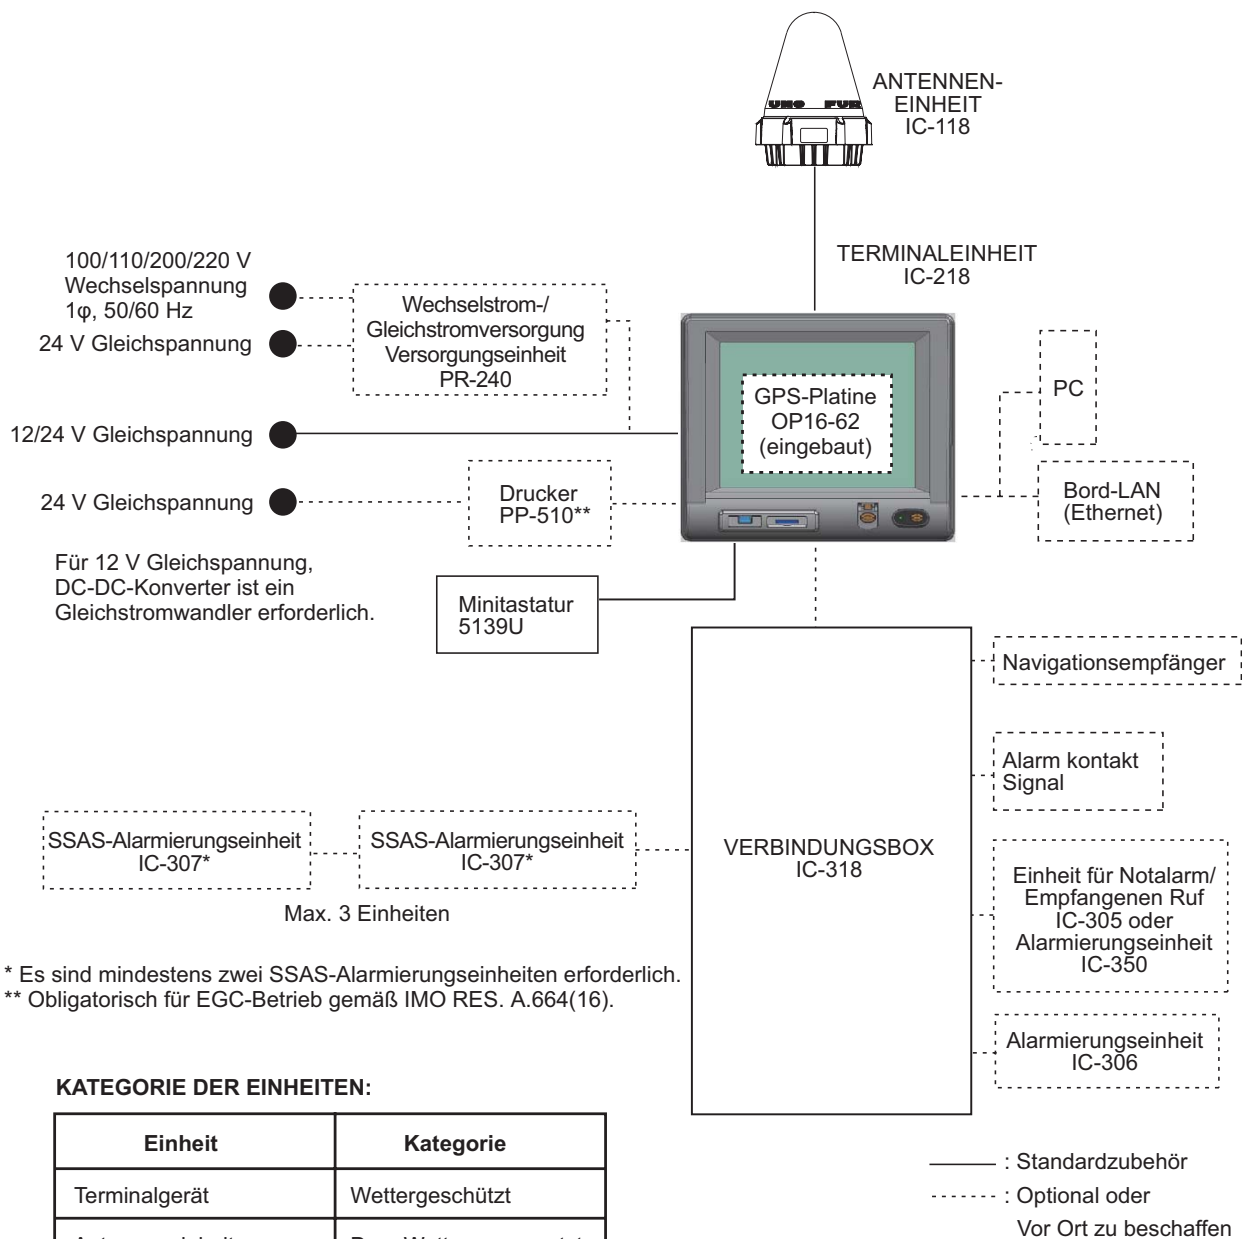 ANTENNEN-
EINHEIT
IC-118
TERMINALEINHEIT
IC-218
100/110/200/220 V
Wechselspannung
1φ, 50/60 Hz
24 V Gleichspannung
Wechselstrom-/
Gleichstromversorgung
Versorgungseinheit
PR-240
12/24 V Gleichspannung
24 V Gleichspannung
Drucker
PP-510**
GPS-Platine
OP16-62
(eingebaut)
PC
Bord-LAN
(Ethernet)
Für 12 V Gleichspannung,
DC-DC-Konverter ist ein
Gleichstromwandler erforderlich.
Minitastatur
5139U
Navigationsempfänger
Alarm kontakt
Signal
SSAS-Alarmierungseinheit
IC-307*
SSAS-Alarmierungseinheit
IC-307*
Max. 3 Einheiten
VERBINDUNGSBOX
IC-318
Einheit für Notalarm/
Empfangenen Ruf
IC-305 oder
Alarmierungseinheit
IC-350
Alarmierungseinheit
IC-306
* Es sind mindestens zwei SSAS-Alarmierungseinheiten erforderlich.
** Obligatorisch für EGC-Betrieb gemäß IMO RES. A.664(16).
KATEGORIE DER EINHEITEN:
Einheit Kategorie
Terminalgerät Wettergeschützt
: Standardzubehör
: Optional oder
Vor Ort zu beschaffen